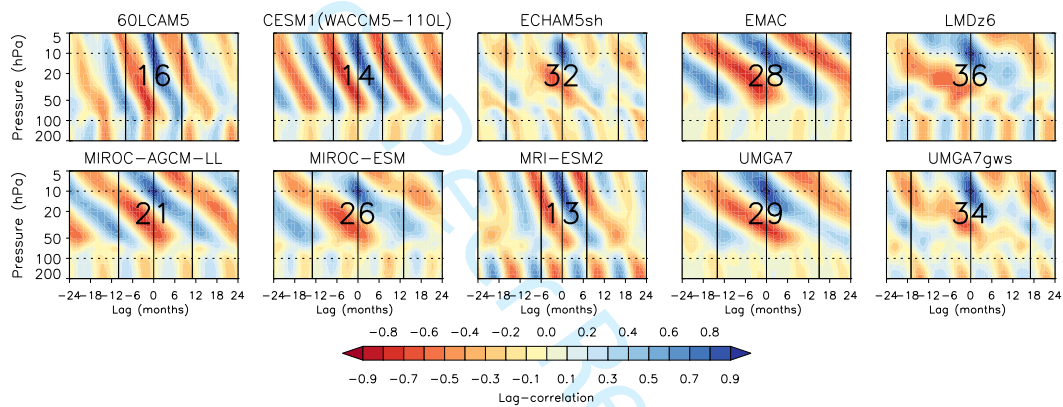 60LCAM5 CESM1(WACCM5-110L) ECHAM5sh EMAC LMDz6
Pressure (hPa) 5 10 20 50 100 200
16 14 32 28 36
MIROC-AGCM-LL MIROC-ESM MRI-ESM2 UMGA7 UMGA7gws
Pressure (hPa) 5 10 20 50 100 200
21 26 13 29 34
-24-18-12 -6 0 6 12 18 24 -24-18-12 -6 0 6 12 18 24 -24-18-12 -6 0 6 12 18 24 -24-18-12 -6 0 6 12 18 24 -24-18-12 -6 0 6 12 18 24
Lag (months) Lag (months) Lag (months) Lag (months) Lag (months)
-0.8 -0.6 -0.4 -0.2 0.0 0.2 0.4 0.6 0.8
-0.9 -0.7 -0.5 -0.3 -0.1 0.1 0.3 0.5 0.7 0.9
Lag-correlation